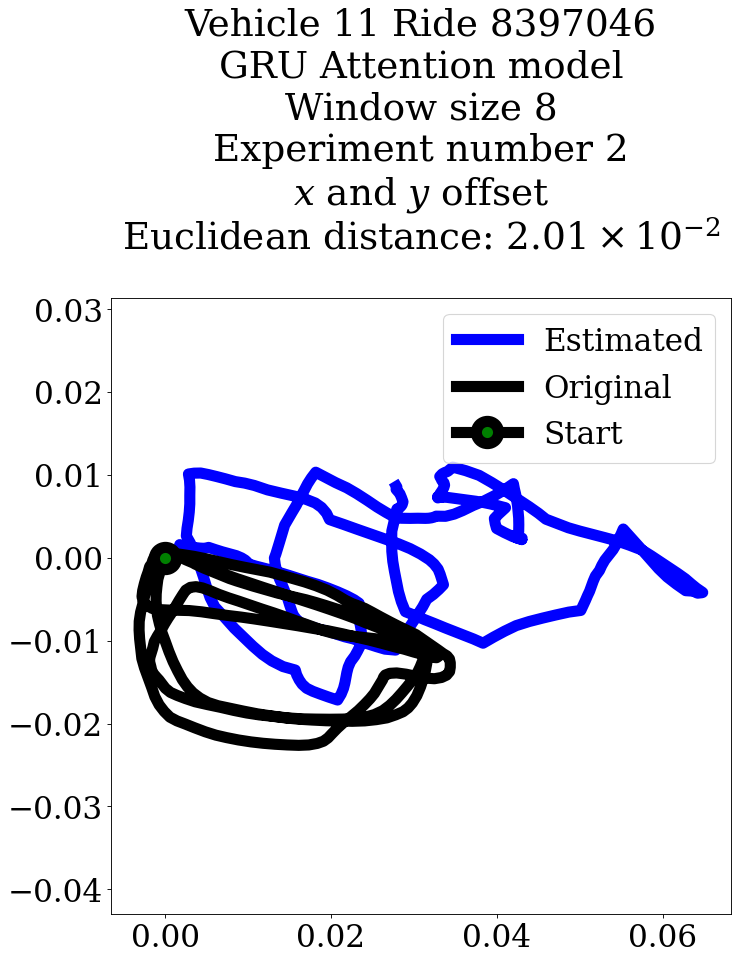 Vehicle 11 Ride 8397046
GRU Attention model
Window size 8
Experiment number 2
x and y offset
Euclidean distance: 2.01 × 10⁻²
Estimated
Original
Start
0.03
0.02
0.01
0.00
−0.01
−0.02
−0.03
−0.04
0.00 0.02 0.04 0.06